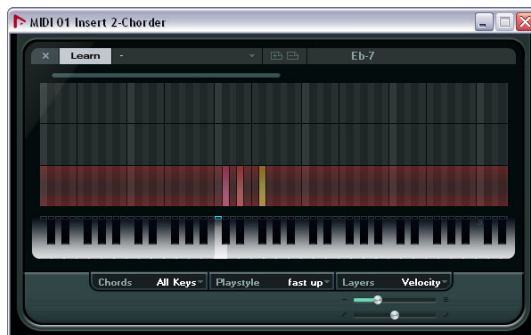 MIDI 01 Insert 2-Chorder
Learn - Eb-7
Chords All Keys Playstyle fast up Layers Velocity